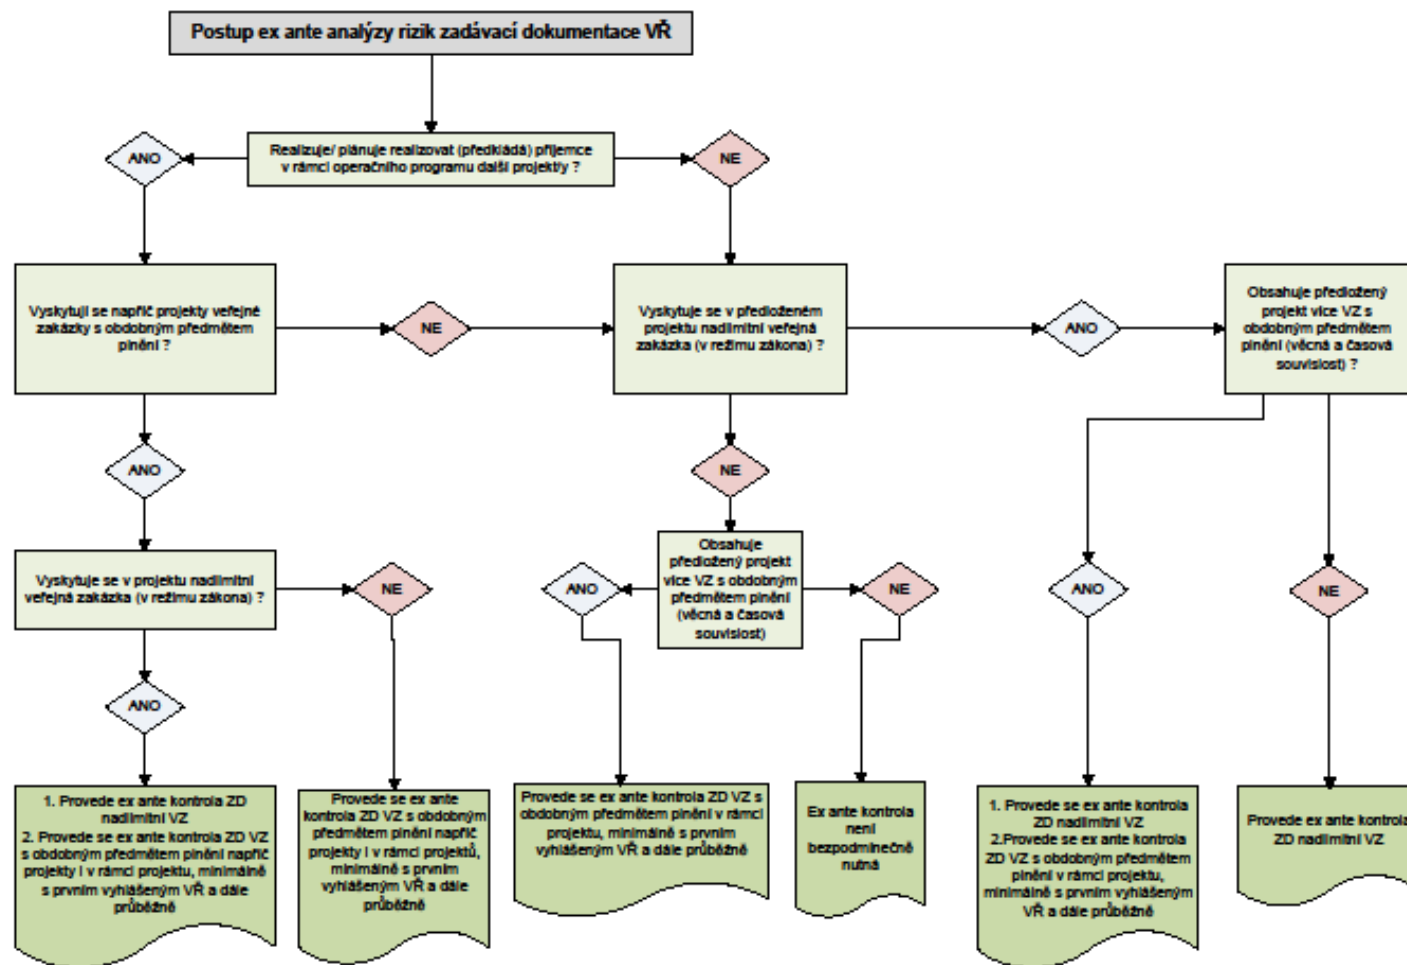 Postup ex ante analýzy rizik zadávací dokumentace VŘ
ANO
Realizuje/ plánuje realizovat (předkládá) příjemce
v rámci operačního programu další projekt/y ?
NE
Vyskytují se napříč projekty veřejné
zakázky s obdobným předmětem
plnění ?
NE
Vyskytuje se v předloženém
projektu nadlimitní veřejná
zakázka (v režimu zákona) ?
ANO
Obsahuje předložený
projekt více VZ s
obdobným předmětem
plnění (věcná a časová
souvislost) ?
ANO
NE
Vyskytuje se v projektu nadlimitní
veřejná zakázka (v režimu zákona) ?
NE
ANO
Obsahuje
předložený projekt
více VZ s obdobným
předmětem plnění
(věcná a časová
souvislost)
NE
ANO
NE
ANO
1. Provede ex ante kontrola ZD
nadlimitní VZ
2. Provede se ex ante kontrola ZD VZ
s obdobným předmětem plnění napříč
projekty i v rámci projektu, minimálně
s prvním vyhlášeným VŘ a dále
průběžně
Provede se ex ante
kontrola ZD VZ s obdobným
předmětem plnění napříč
projekty i v rámci projektů,
minimálně s prvním
vyhlášeným VŘ a dále
průběžně
Provede se ex ante kontrola ZD VZ s
obdobným předmětem plnění v rámci
projektu, minimálně s prvním
vyhlášeným VŘ a dále průběžně
Ex ante kontrola
není
bezpodmínečně
nutná
1. Provede se ex ante kontrola
ZD nadlimitní VZ
2.Provede se ex ante kontrola
ZD VZ s obdobným předmětem
plnění v rámci projektu,
minimálně s prvním vyhlášeným
VŘ a dále průběžně
Provede ex ante kontrola
ZD nadlimitní VZ